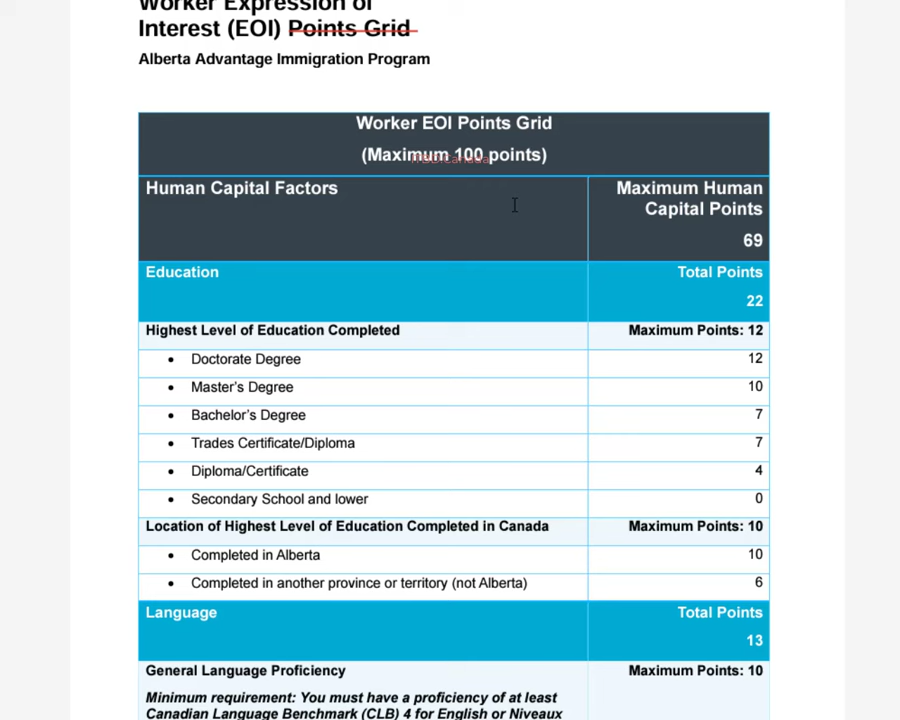 Worker Expression of
Interest (EOI) Points Grid
Alberta Advantage Immigration Program
Worker EOI Points Grid
(Maximum 100 points)
Human Capital Factors
Maximum Human
Capital Points
69
Education
Total Points
22
Highest Level of Education Completed
Maximum Points: 12
• Doctorate Degree
12
• Master's Degree
10
• Bachelor's Degree
7
• Trades Certificate/Diploma
7
• Diploma/Certificate
4
• Secondary School and lower
0
Location of Highest Level of Education Completed in Canada
Maximum Points: 10
• Completed in Alberta
10
• Completed in another province or territory (not Alberta)
6
Language
Total Points
13
General Language Proficiency
Maximum Points: 10
Minimum requirement: You must have a proficiency of at least
Canadian Language Benchmark (CLB) 4 for English or Niveaux